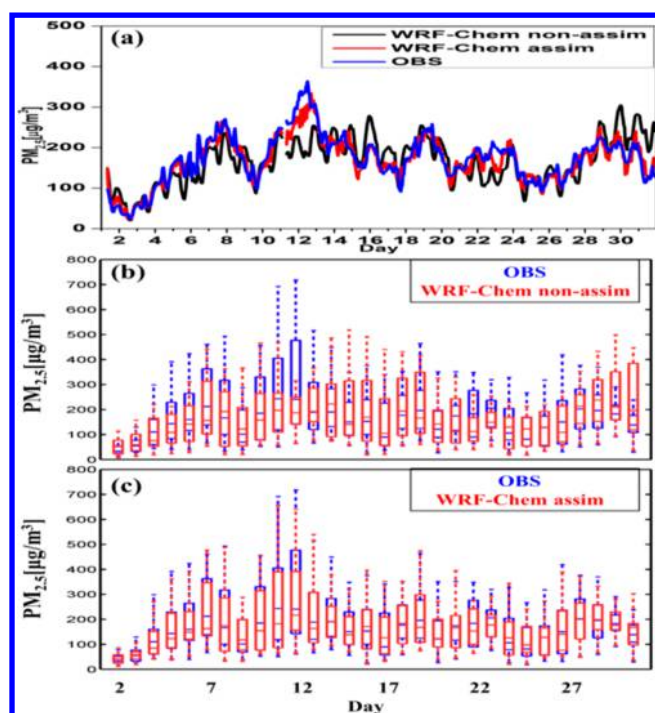 (a)
WRF-Chem non-assim
WRF-Chem assim
OBS
PM2.5[μg/m3]
500
400
300
200
100
0
2 4 6 8 10 12 14 16 18 20 22 24 26 28 30
Day
(b)
OBS
WRF-Chem non-assim
PM2.5[μg/m3]
800
700
600
500
400
300
200
100
0
(c)
OBS
WRF-Chem assim
PM2.5[μg/m3]
800
700
600
500
400
300
200
100
0
2 7 12 17 22 27
Day